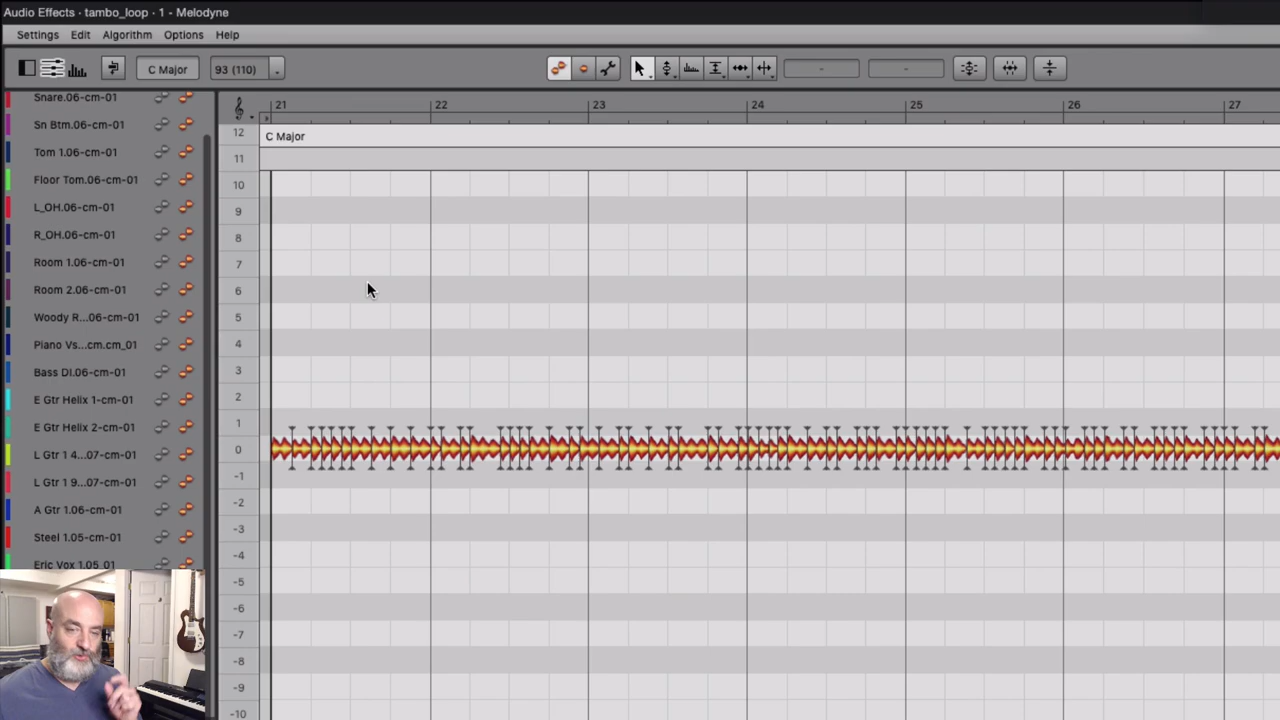 Audio Effects · tambo_loop · 1 - Melodyne
Settings Edit Algorithm Options Help
C Major 93 (110) - -
21 22 23 24 25 26 27
C Major
Snare.06-cm-01
Sn Btm.06-cm-01
Tom 1.06-cm-01
Floor Tom.06-cm-01
L_OH.06-cm-01
R_OH.06-cm-01
Room 1.06-cm-01
Room 2.06-cm-01
Woody R...06-cm-01
Piano Vs...cm.cm_01
Bass DI.06-cm-01
E Gtr Helix 1-cm-01
E Gtr Helix 2-cm-01
L Gtr 1 4...07-cm-01
L Gtr 1 9...07-cm-01
A Gtr 1.06-cm-01
Steel 1.05-cm-01
Eric Vox 1.05_01
12
11
10
9
8
7
6
5
4
3
2
1
0
-1
-2
-3
-4
-5
-6
-7
-8
-9
-10